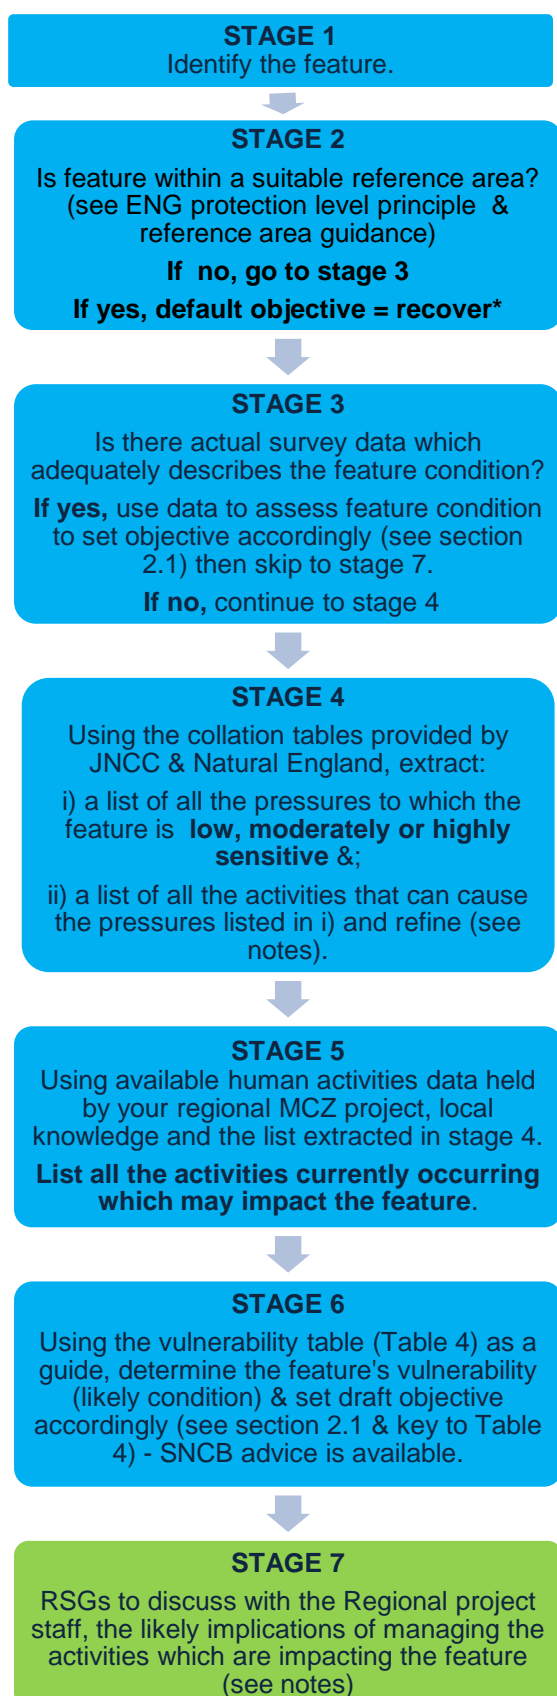 STAGE 1
Identify the feature.
STAGE 2
Is feature within a suitable reference area?
(see ENG protection level principle &
reference area guidance)
If no, go to stage 3
If yes, default objective = recover*
STAGE 3
Is there actual survey data which
adequately describes the feature condition?
If yes, use data to assess feature condition
to set objective accordingly (see section
2.1) then skip to stage 7.
If no, continue to stage 4
STAGE 4
Using the collation tables provided by
JNCC & Natural England, extract:
i) a list of all the pressures to which the
feature is low, moderately or highly
sensitive &;
ii) a list of all the activities that can cause
the pressures listed in i) and refine (see
notes).
STAGE 5
Using available human activities data held
by your regional MCZ project, local
knowledge and the list extracted in stage 4.
List all the activities currently occurring
which may impact the feature.
STAGE 6
Using the vulnerability table (Table 4) as a
guide, determine the feature's vulnerability
(likely condition) & set draft objective
accordingly (see section 2.1 & key to Table
4) - SNCB advice is available.
STAGE 7
RSGs to discuss with the Regional project
staff, the likely implications of managing the
activities which are impacting the feature
(see notes)